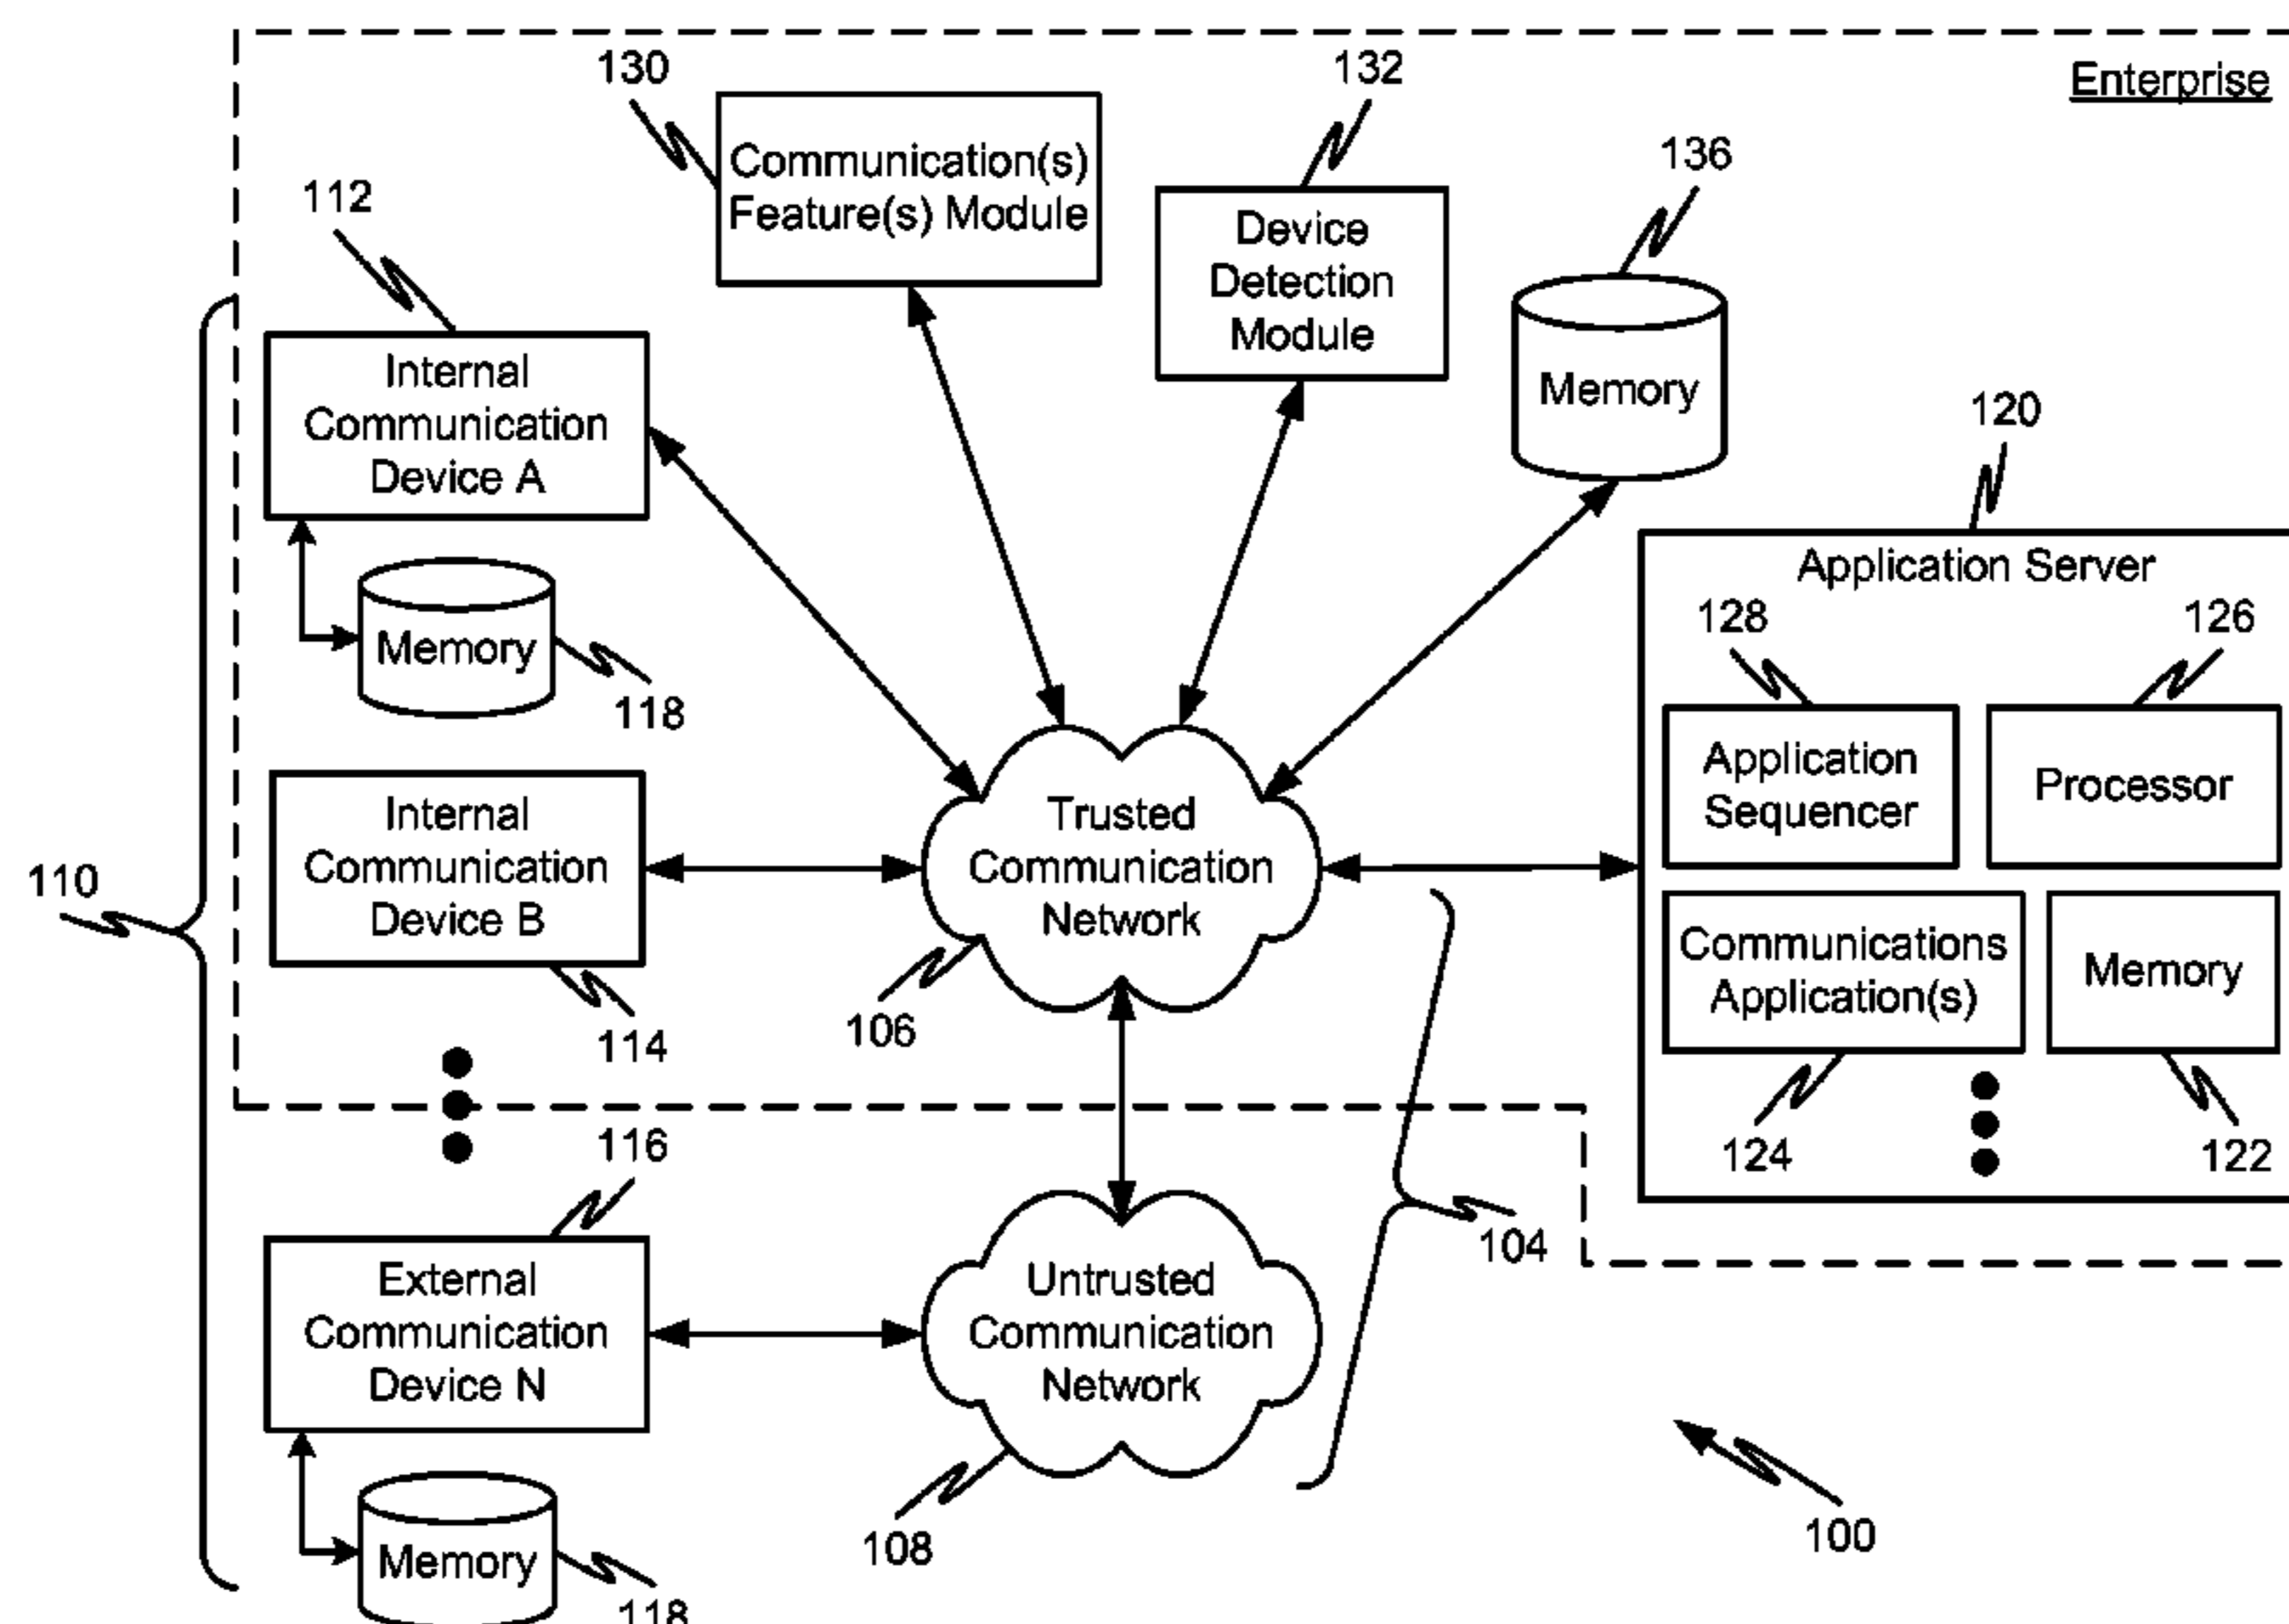 Enterprise
130
132
136
112
Communication(s)
Feature(s) Module
Device
Detection
Module
Memory
Internal
Communication
Device A
120
Application Server
Memory
118
128
126
Application
Sequencer
Processor
Internal
Communication
Device B
Trusted
Communication
Network
110
Communications
Application(s)
Memory
114
106
124
122
116
104
External
Communication
Device N
Untrusted
Communication
Network
108
100
Memory
118